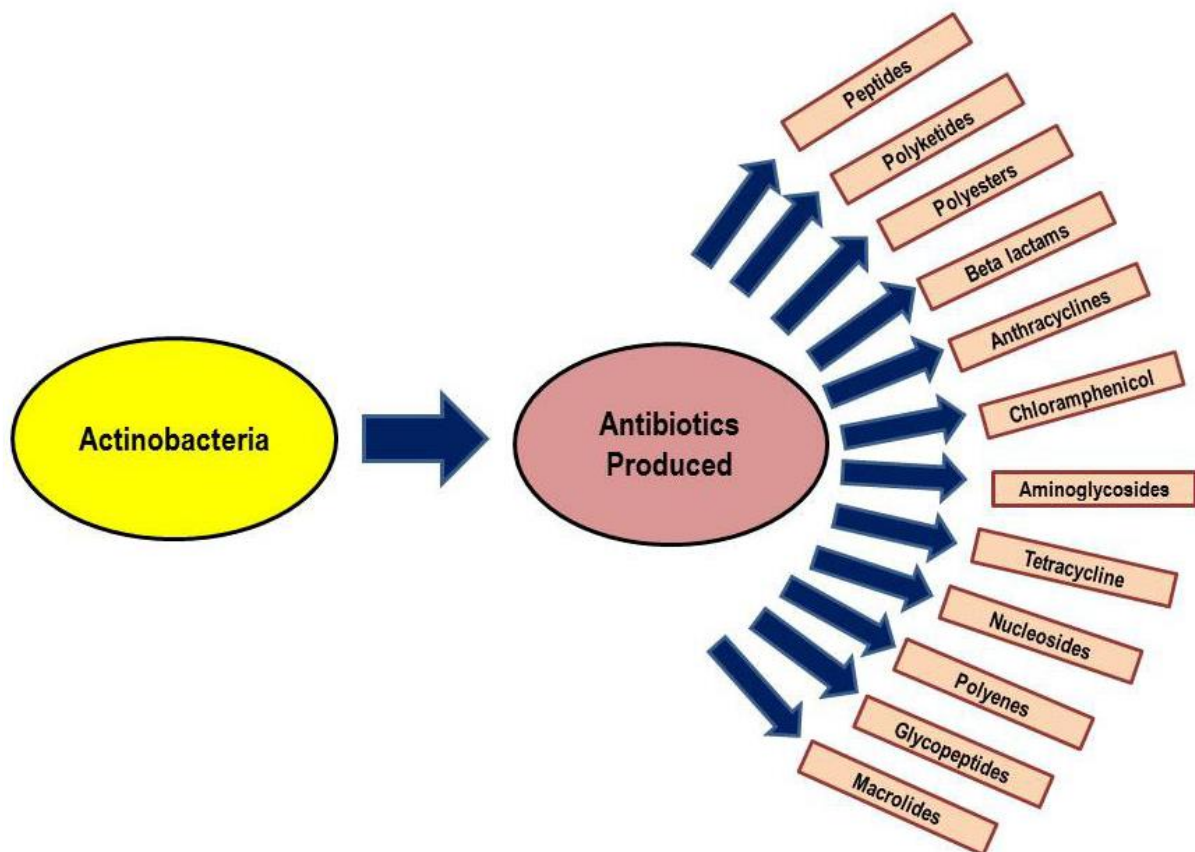 Actinobacteria
Antibiotics
Produced
Peptides
Polyketides
Polyesters
Beta lactams
Anthracyclines
Chloramphenicol
Aminoglycosides
Tetracycline
Nucleosides
Polyenes
Glycopeptides
Macrolides